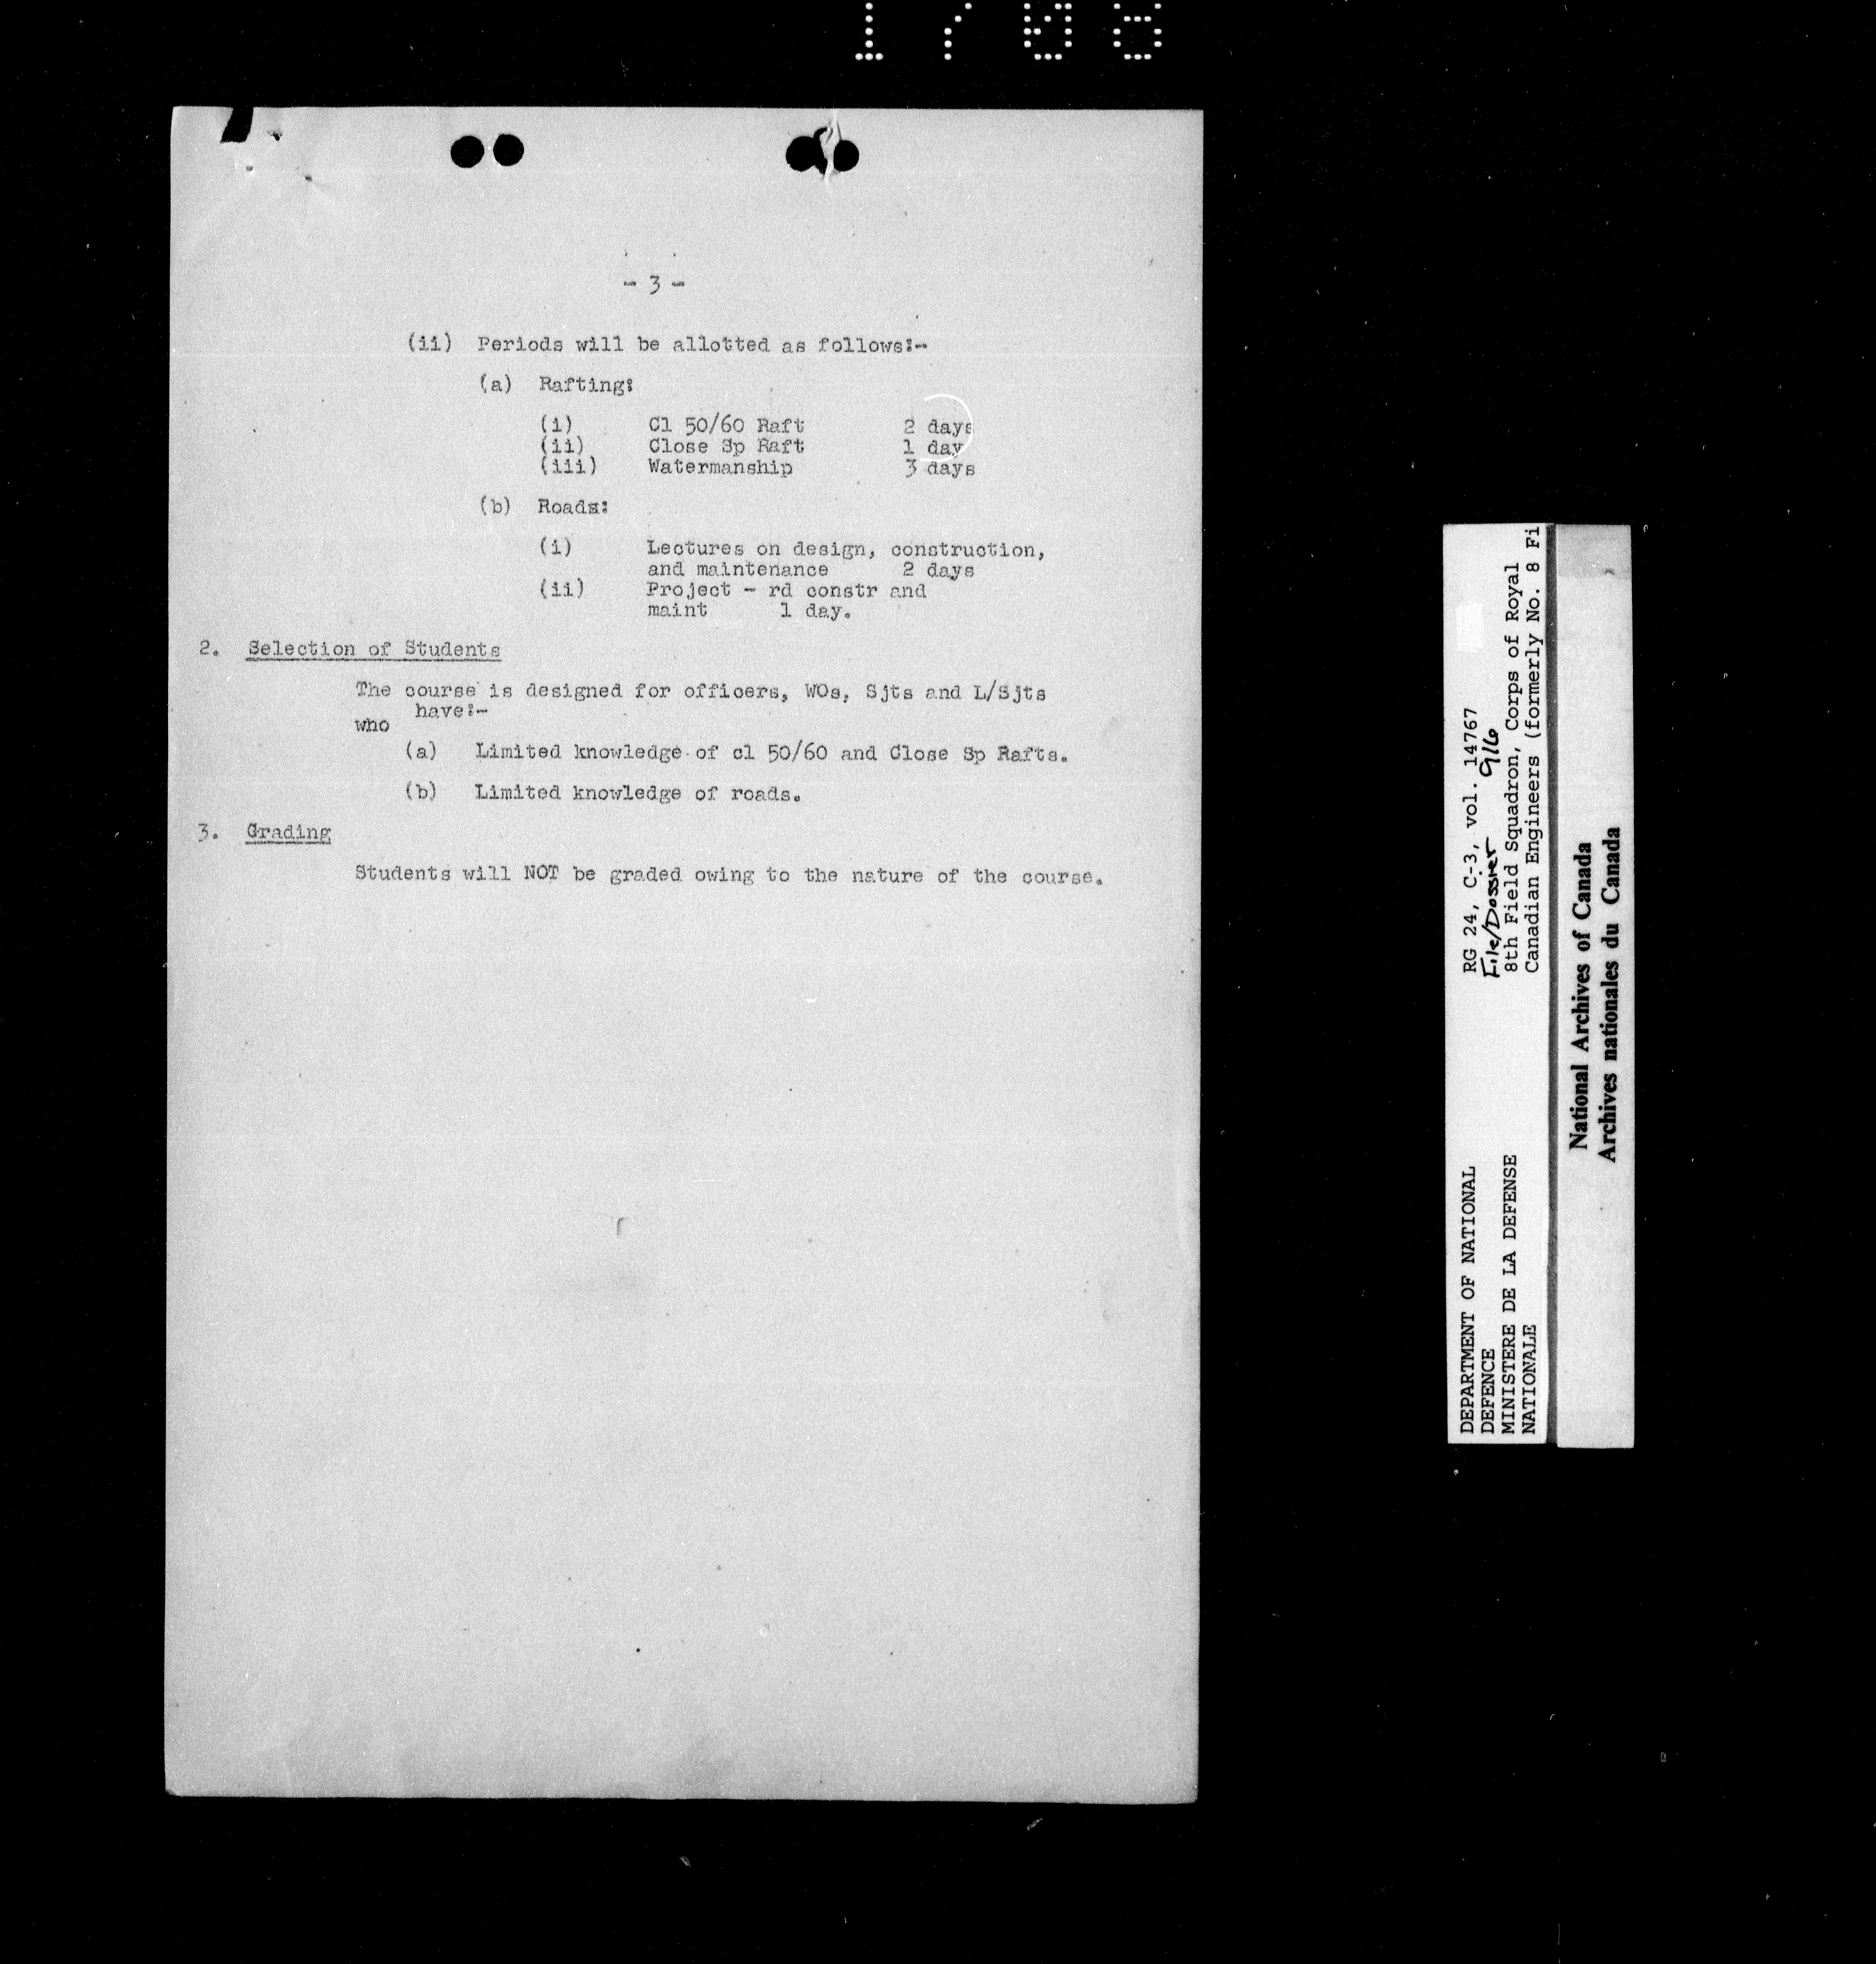 1708
- 3 -
(ii) Periods will be allotted as follows:-
(a) Rafting:
(i) Cl 50/60 Raft 2 days
(ii) Close Sp Raft 1 day
(iii) Watermanship 3 days
(b) Roads:
(i) Lectures on design, construction,
and maintenance 2 days
(ii) Project - rd constr and
maint 1 day.
2. Selection of Students
The course is designed for officers, WOs, Sjts and L/Sjts
have:-
who
(a) Limited knowledge of cl 50/60 and Close Sp Rafts.
(b) Limited knowledge of roads.
3. Grading
Students will NOT be graded owing to the nature of the course.
DEPARTMENT OF NATIONAL
DEFENCE
MINISTERE DE LA DEFENSE
NATIONALE
RG 24, C-3, vol. 14767
File/Dossier 916
8th Field Squadron, Corps of Royal
Canadian Engineers (formerly No. 8 Fi
National Archives of Canada
Archives nationales du Canada